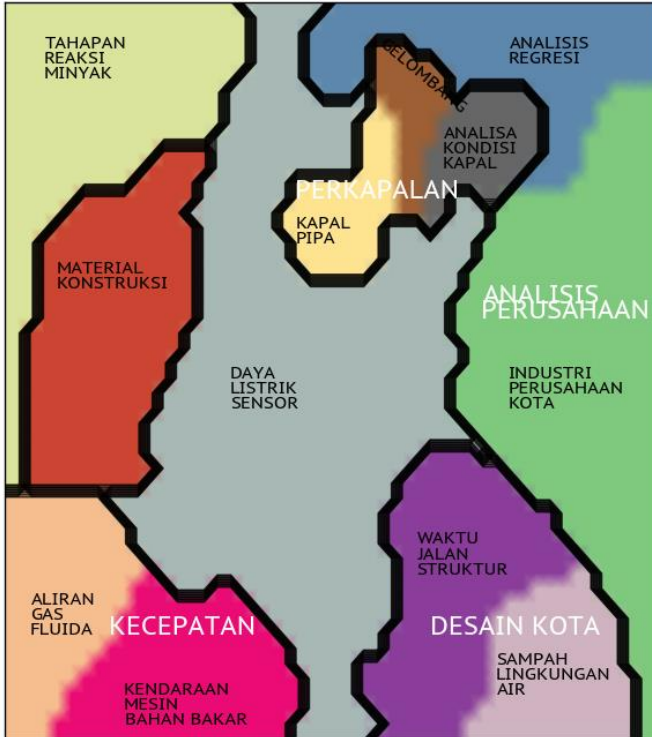 TAHAPAN
REAKSI
MINYAK
GELOMBANG
ANALISIS
REGRESI
ANALISA
KONDISI
KAPAL
PERKAPALAN
KAPAL
PIPA
MATERIAL
KONSTRUKSI
ANALISIS
PERUSAHAAN
DAYA
LISTRIK
SENSOR
INDUSTRI
PERUSAHAAN
KOTA
WAKTU
JALAN
STRUKTUR
ALIRAN
GAS
FLUIDA
KECEPATAN
DESAIN KOTA
SAMPAH
LINGKUNGAN
AIR
KENDARAAN
MESIN
BAHAN BAKAR